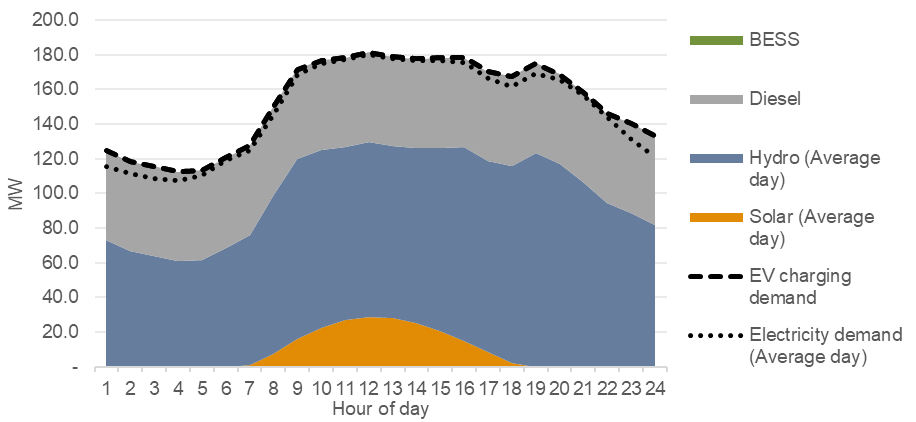 200.0
180.0
160.0
140.0
120.0
100.0
80.0
60.0
40.0
20.0
-
MW
1 2 3 4 5 6 7 8 9 10 11 12 13 14 15 16 17 18 19 20 21 22 23 24
Hour of day
BESS
Diesel
Hydro (Average
day)
Solar (Average
day)
EV charging
demand
Electricity demand
(Average day)